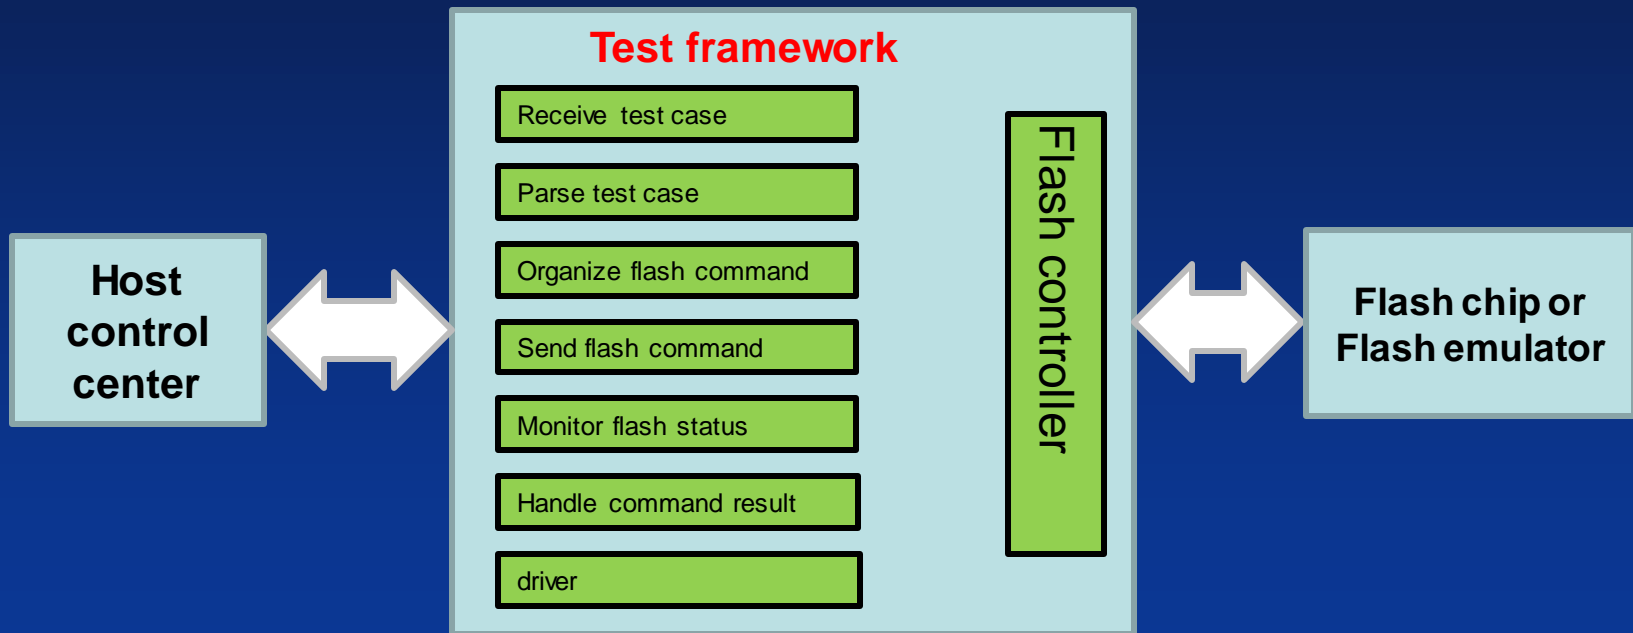 Test framework
Receive test case
Parse test case
Organize flash command
Send flash command
Monitor flash status
Handle command result
driver
Flash controller
Host
control
center
Flash chip or
Flash emulator